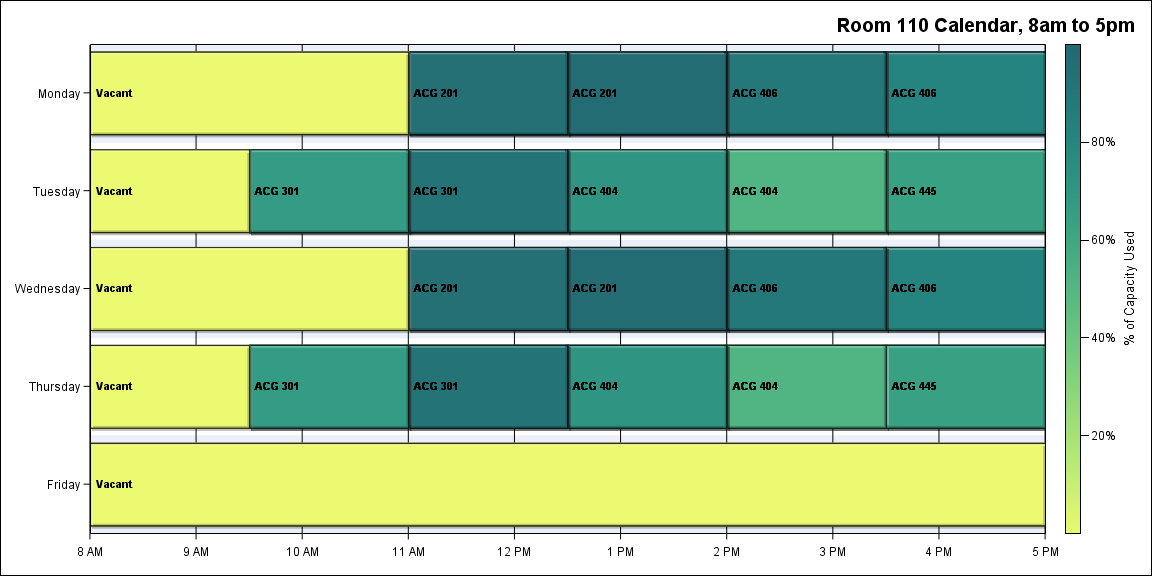 Room 110 Calendar, 8am to 5pm
Monday
Vacant
ACG 201
ACG 201
ACG 406
ACG 406
Tuesday
Vacant
ACG 301
ACG 301
ACG 404
ACG 404
ACG 445
Wednesday
Vacant
ACG 201
ACG 201
ACG 406
ACG 406
Thursday
Vacant
ACG 301
ACG 301
ACG 404
ACG 404
ACG 445
Friday
Vacant
8 AM
9 AM
10 AM
11 AM
12 PM
1 PM
2 PM
3 PM
4 PM
5 PM
80%
60%
40%
20%
% of Capacity Used